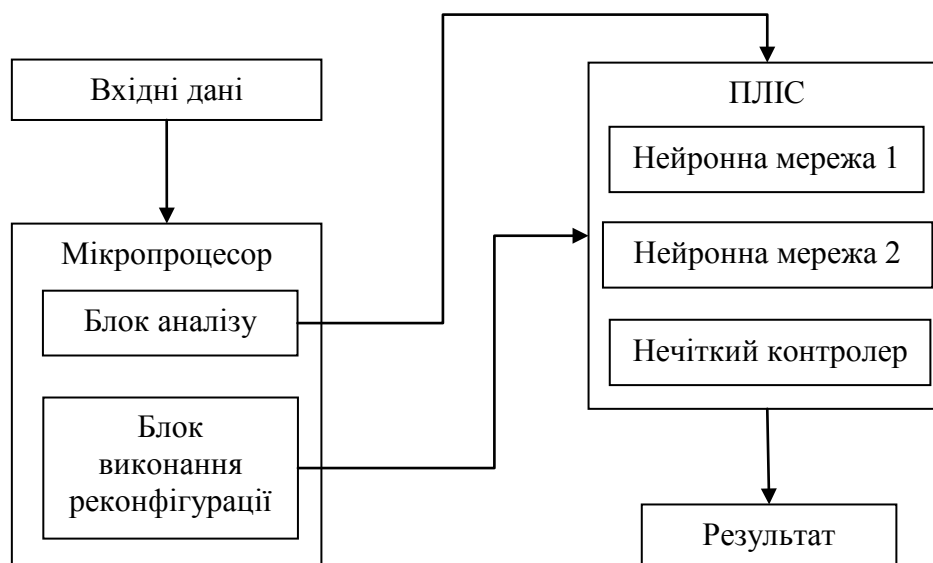 Вхідні дані
Мікропроцесор
Блок аналізу
Блок
виконання
реконфігурації
ПЛІС
Нейронна мережа 1
Нейронна мережа 2
Нечіткий контролер
Результат